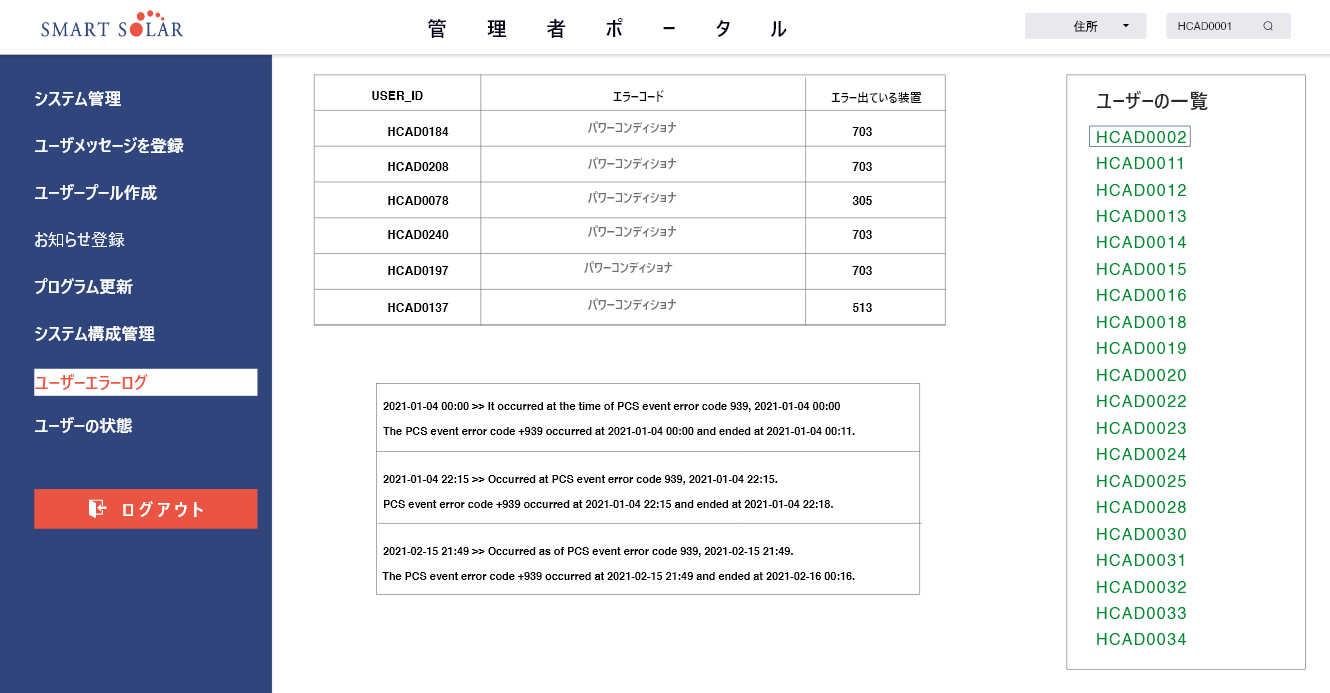 SMART SOLAR
管理者ポータル
住所
HCAD0001
システム管理
ユーザメッセージを登録
ユーザープール作成
お知らせ登録
プログラム更新
システム構成管理
ユーザーエラーログ
ユーザーの状態
ログアウト
USER_ID エラーコード エラー出ている装置
HCAD0184 パワーコンディショナ 703
HCAD0208 パワーコンディショナ 703
HCAD0078 パワーコンディショナ 305
HCAD0240 パワーコンディショナ 703
HCAD0197 パワーコンディショナ 703
HCAD0137 パワーコンディショナ 513
2021-01-04 00:00 >> It occurred at the time of PCS event error code 939, 2021-01-04 00:00
The PCS event error code +939 occurred at 2021-01-04 00:00 and ended at 2021-01-04 00:11.
2021-01-04 22:15 >> Occurred at PCS event error code 939, 2021-01-04 22:15.
PCS event error code +939 occurred at 2021-01-04 22:15 and ended at 2021-01-04 22:18.
2021-02-15 21:49 >> Occurred as of PCS event error code 939, 2021-02-15 21:49.
The PCS event error code +939 occurred at 2021-02-15 21:49 and ended at 2021-02-16 00:16.
ユーザーの一覧
HCAD0002
HCAD0011
HCAD0012
HCAD0013
HCAD0014
HCAD0015
HCAD0016
HCAD0018
HCAD0019
HCAD0020
HCAD0022
HCAD0023
HCAD0024
HCAD0025
HCAD0028
HCAD0030
HCAD0031
HCAD0032
HCAD0033
HCAD0034